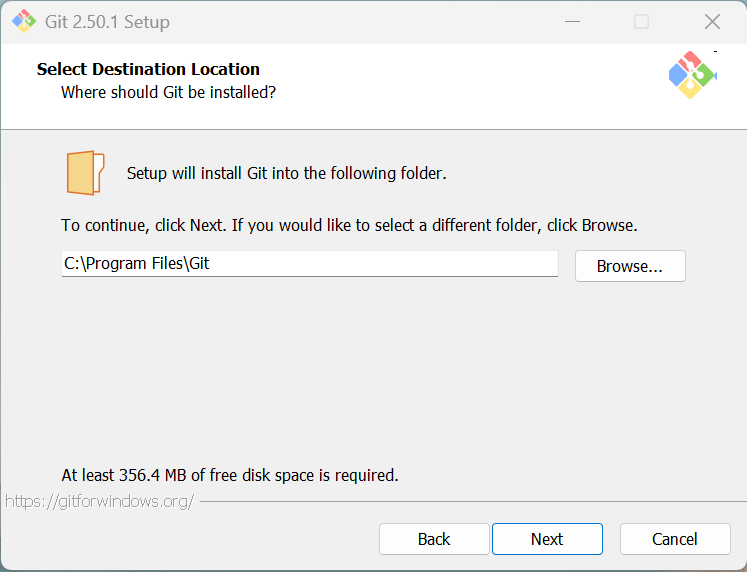 Git 2.50.1 Setup
Select Destination Location
Where should Git be installed?
Setup will install Git into the following folder.
To continue, click Next. If you would like to select a different folder, click Browse.
C:\Program Files\Git
Browse...
At least 356.4 MB of free disk space is required.
https://gitforwindows.org/
Back
Next
Cancel